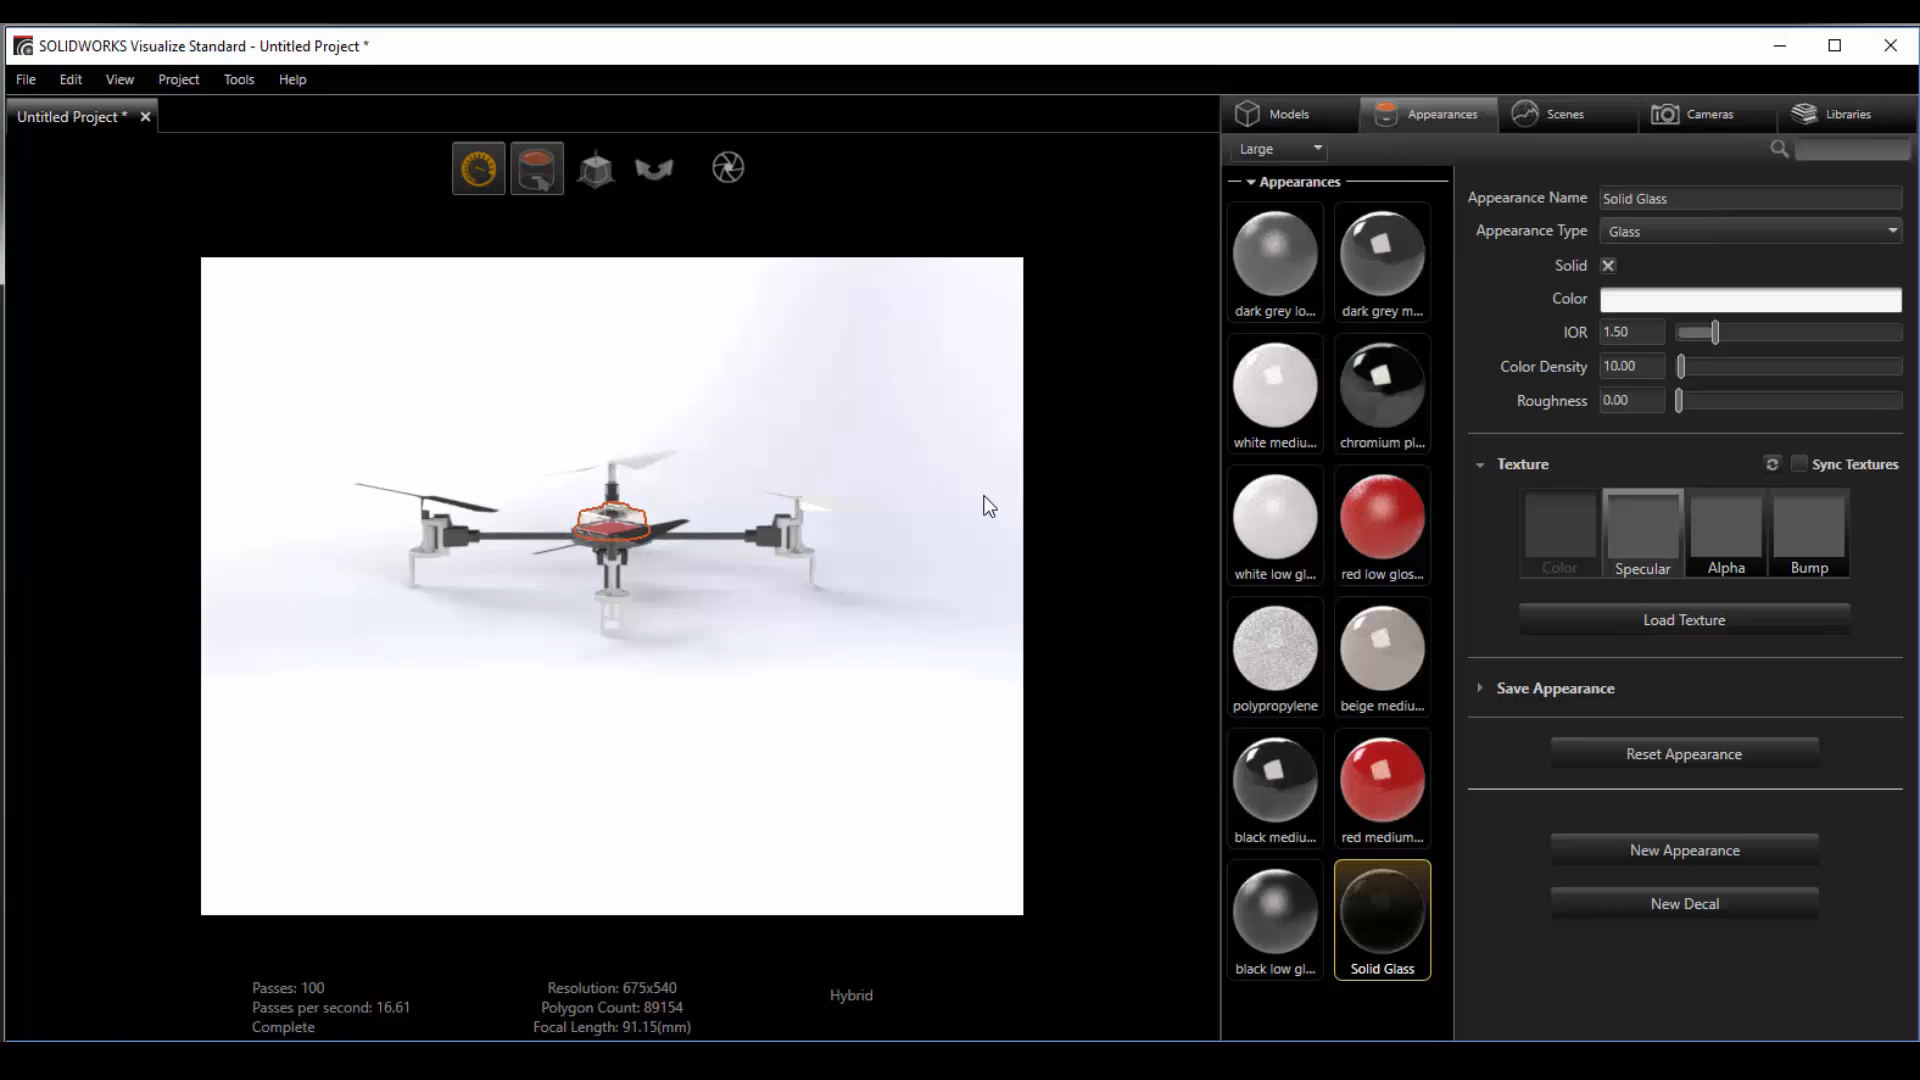 SOLIDWORKS Visualize Standard - Untitled Project *
File Edit View Project Tools Help
Untitled Project * ×
Models Appearances Scenes Cameras Libraries
Large
Appearances
dark grey lo... dark grey m...
white mediu... chromium pl...
white low gl... red low glos...
polypropylene beige mediu...
black mediu... red medium...
black low gl... Solid Glass
Appearance Name Solid Glass
Appearance Type Glass
Solid
Color
IOR 1.50
Color Density 10.00
Roughness 0.00
Texture Sync Textures
Color Specular Alpha Bump
Load Texture
Save Appearance
Reset Appearance
New Appearance
New Decal
Passes: 100
Passes per second: 16.61
Complete
Resolution: 675x540
Polygon Count: 89154
Focal Length: 91.15(mm)
Hybrid